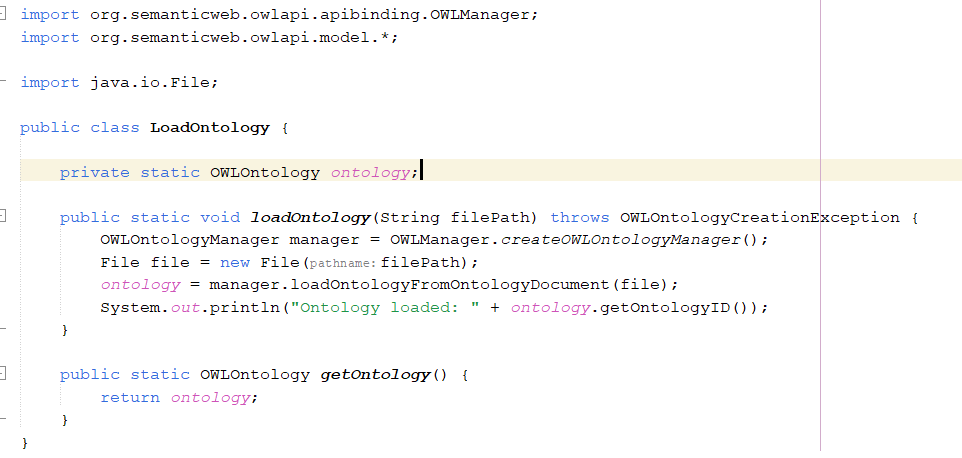 import org.semanticweb.owlapi.apibinding.OWLManager;
import org.semanticweb.owlapi.model.*;
import java.io.File;
public class LoadOntology {
private static OWLOntology ontology;
public static void loadOntology(String filePath) throws OWLOntologyCreationException {
OWLOntologyManager manager = OWLManager.createOWLOntologyManager();
File file = new File(pathname: filePath);
ontology = manager.loadOntologyFromOntologyDocument(file);
System.out.println("Ontology loaded: " + ontology.getOntologyID());
}
public static OWLOntology getOntology() {
return ontology;
}
}